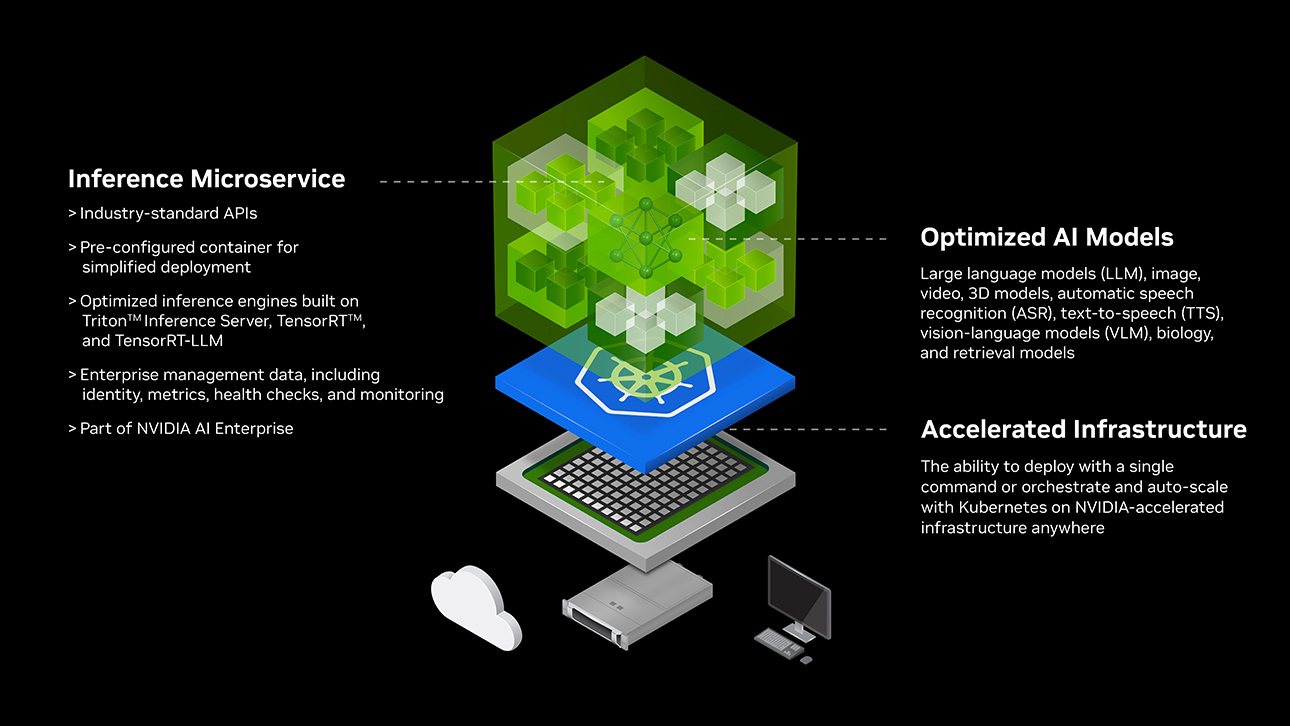 Inference Microservice
> Industry-standard APIs
> Pre-configured container for
simplified deployment
> Optimized inference engines built on
Triton™ Inference Server, TensorRT™,
and TensorRT-LLM
> Enterprise management data, including
identity, metrics, health checks, and monitoring
> Part of NVIDIA AI Enterprise
Optimized AI Models
Large language models (LLM), image,
video, 3D models, automatic speech
recognition (ASR), text-to-speech (TTS),
vision-language models (VLM), biology,
and retrieval models
Accelerated Infrastructure
The ability to deploy with a single
command or orchestrate and auto-scale
with Kubernetes on NVIDIA-accelerated
infrastructure anywhere